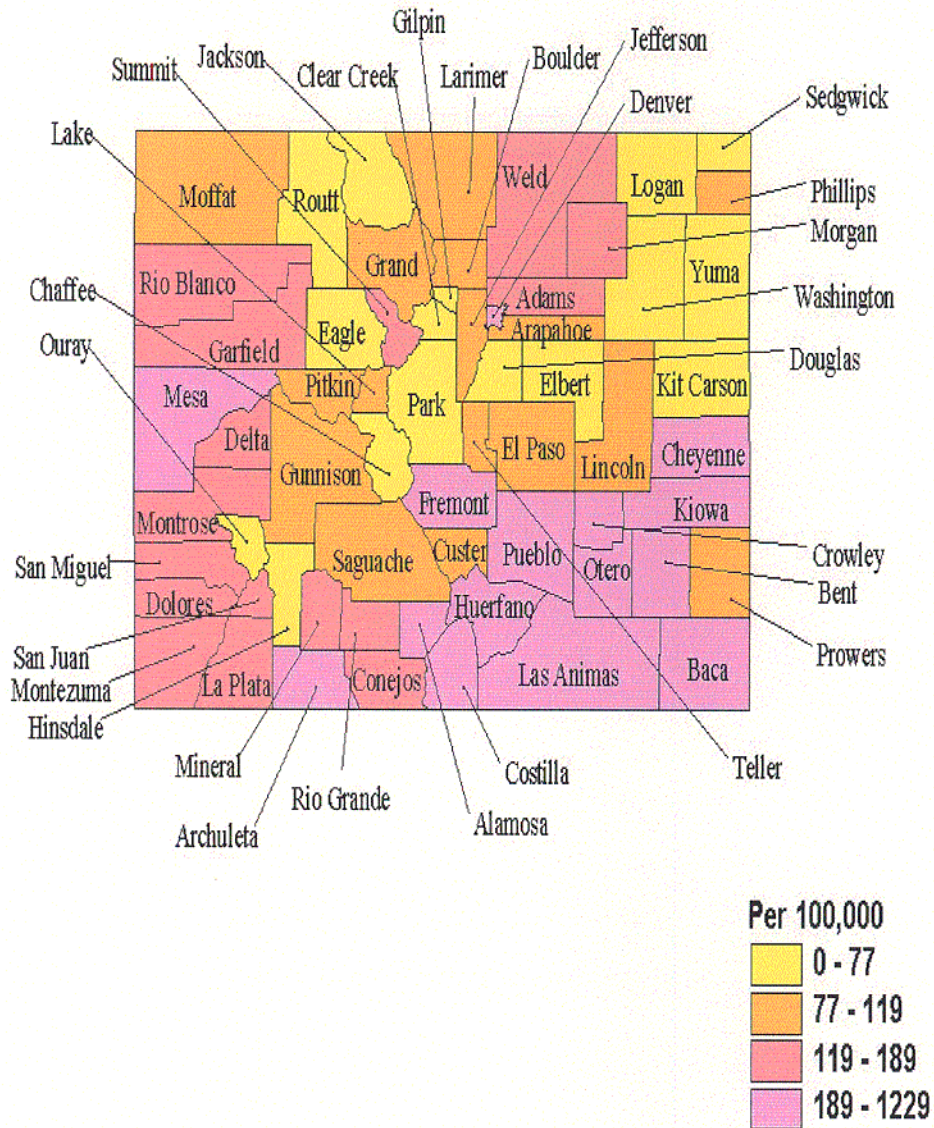 Gilpin
Jackson
Summit
Clear Creek
Larimer
Boulder
Jefferson
Denver
Sedgwick
Lake
Moffat
Routt
Weld
Logan
Phillips
Morgan
Grand
Yuma
Rio Blanco
Chaffee
Adams
Washington
Eagle
Arapahoe
Ouray
Garfield
Douglas
Pitkin
Elbert
Kit Carson
Mesa
Park
Delta
El Paso
Gunnison
Lincoln
Cheyenne
Fremont
Kiowa
Montrose
Crowley
San Miguel
Saguache
Custer
Pueblo
Otero
Bent
Dolores
Huerfano
San Juan
Prowers
Montezuma
La Plata
Conejos
Las Animas
Baca
Hinsdale
Mineral
Costilla
Teller
Rio Grande
Archuleta
Alamosa
Per 100,000
0 - 77
77 - 119
119 - 189
189 - 1229